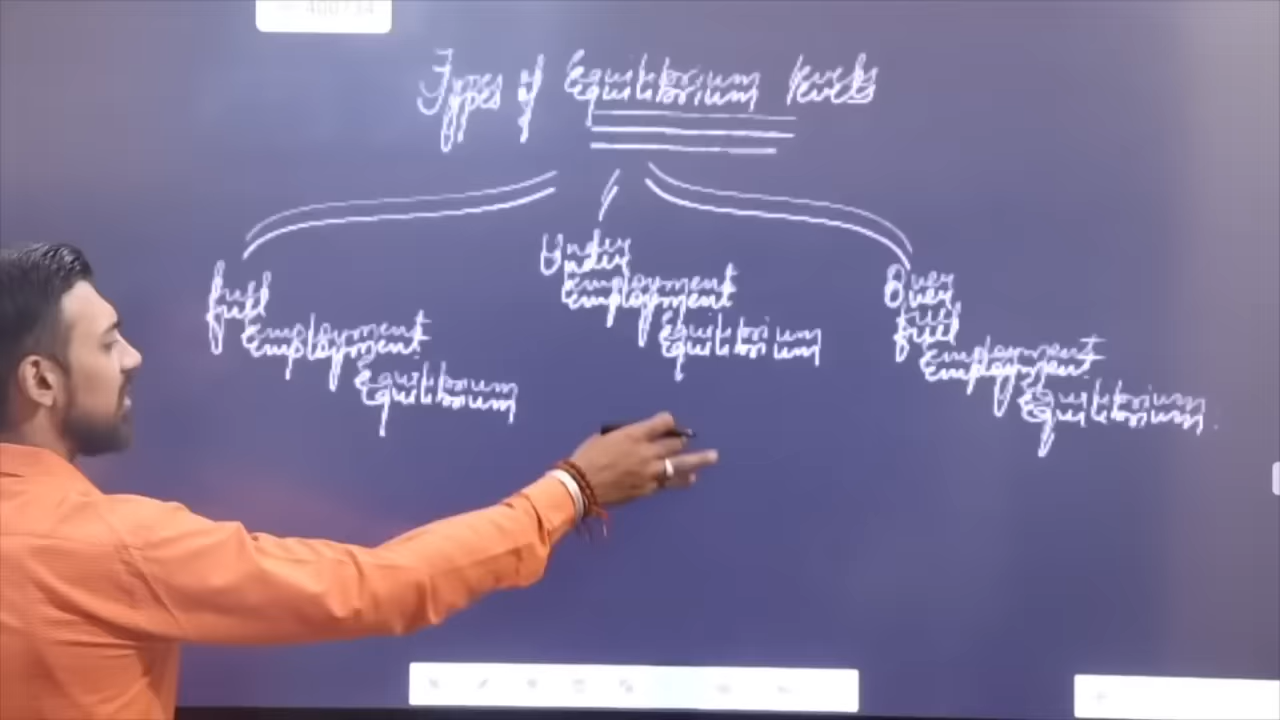 Types of Equilibrium levels
full
Employment
Equilibrium
Under
Employment
Equilibrium
Over
full
Employment
Equilibrium.